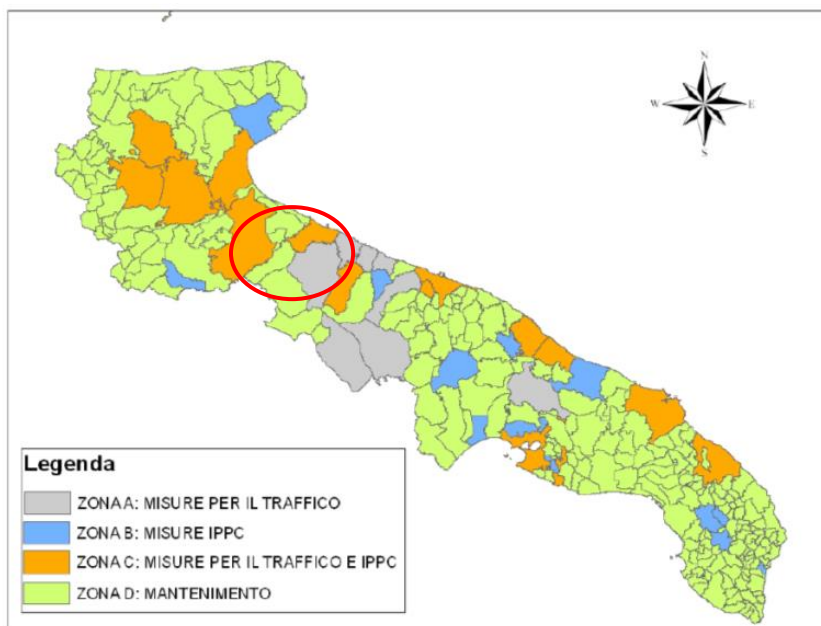 N
W E
S
Legenda
ZONA A: MISURE PER IL TRAFFICO
ZONA B: MISURE IPPC
ZONA C: MISURE PER IL TRAFFICO E IPPC
ZONA D: MANTENIMENTO